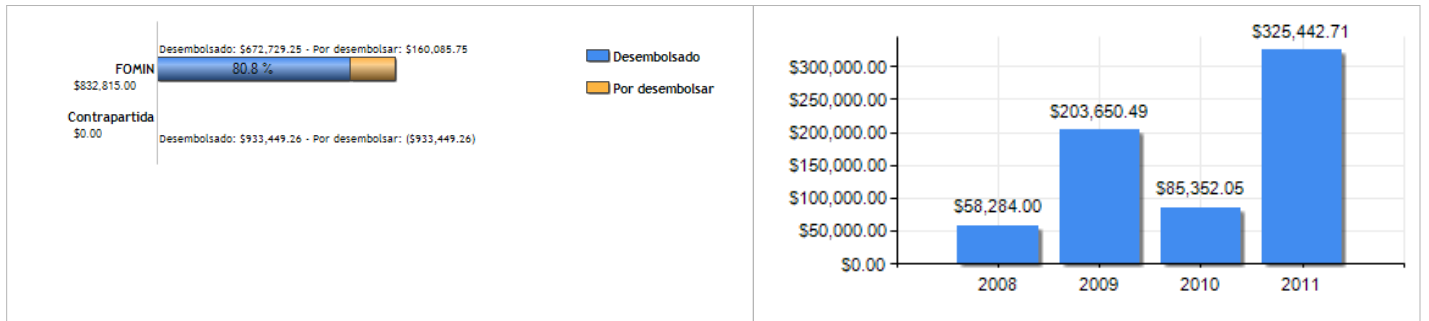 Desembolsado: $672,729.25 - Por desembolsar: $160,085.75
FOMIN
80.8 %
$832,815.00
Contrapartida
$0.00
Desembolsado: $933,449.26 - Por desembolsar: ($933,449.26)
Desembolsado
Por desembolsar
$325,442.71
$300,000.00
$250,000.00
$203,650.49
$200,000.00
$150,000.00
$100,000.00
$85,352.05
$58,284.00
$50,000.00
$0.00
2008 2009 2010 2011